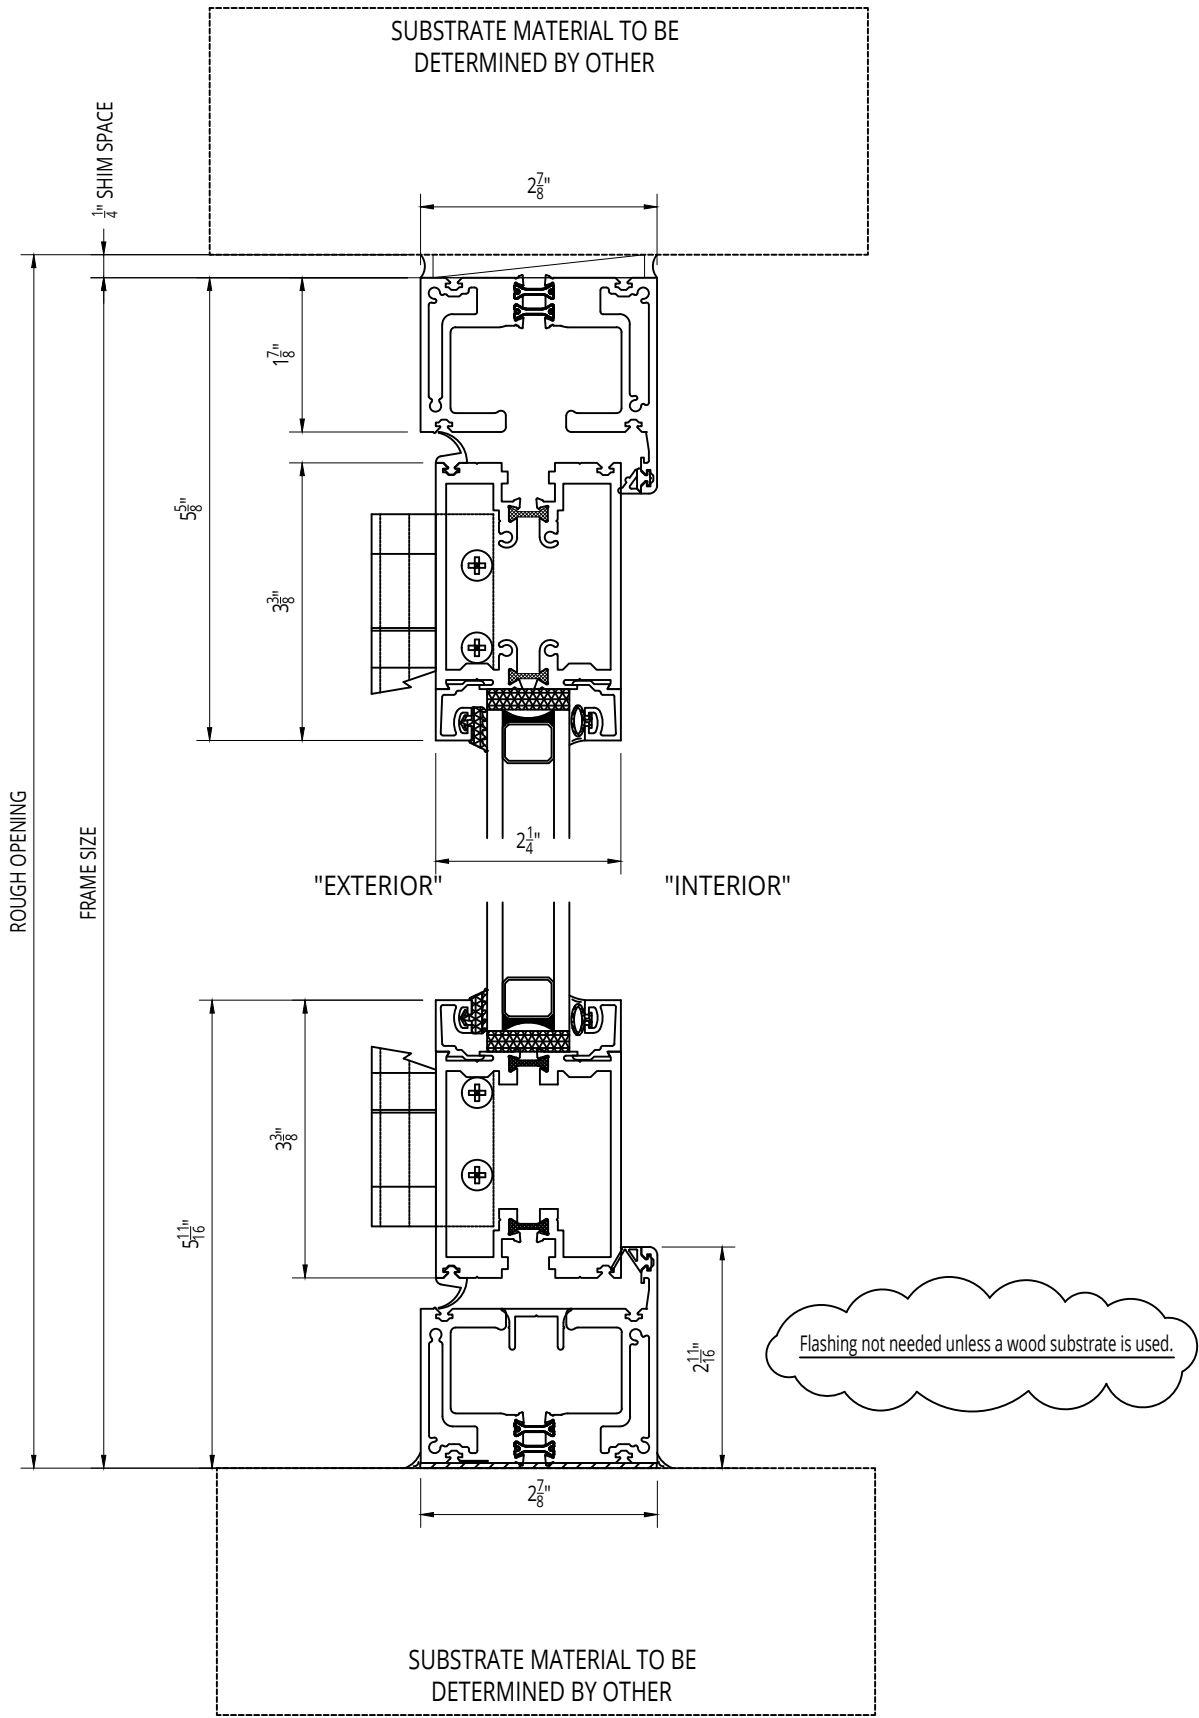 SUBSTRATE MATERIAL TO BE
DETERMINED BY OTHER
1/4" SHIM SPACE
2 7/8"
1 7/8"
5 5/8"
3 3/8"
2 1/4"
ROUGH OPENING
FRAME SIZE
"EXTERIOR"
"INTERIOR"
3 3/8"
5 11/16"
2 11/16"
Flashing not needed unless a wood substrate is used.
2 7/8"
SUBSTRATE MATERIAL TO BE
DETERMINED BY OTHER